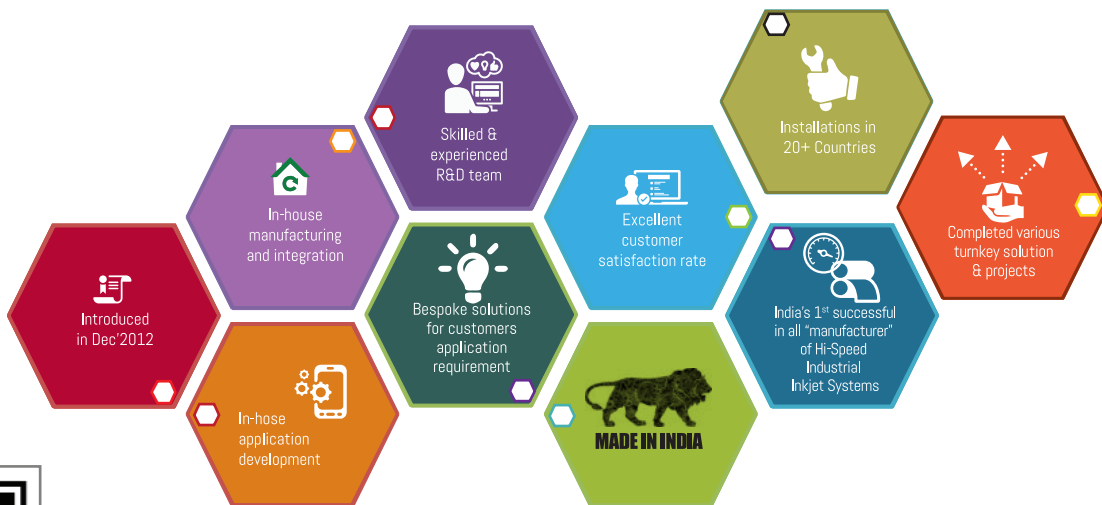 Introduced
in Dec'2012
In-house
manufacturing
and integration
In-hose
application
development
Skilled &
experienced
R&D team
Bespoke solutions
for customers
application
requirement
Excellent
customer
satisfaction rate
MADE IN INDIA
Installations in
20+ Countries
India's 1st successful
in all “manufacturer”
of Hi-Speed
Industrial
Inkjet Systems
Completed various
turnkey solution
& projects